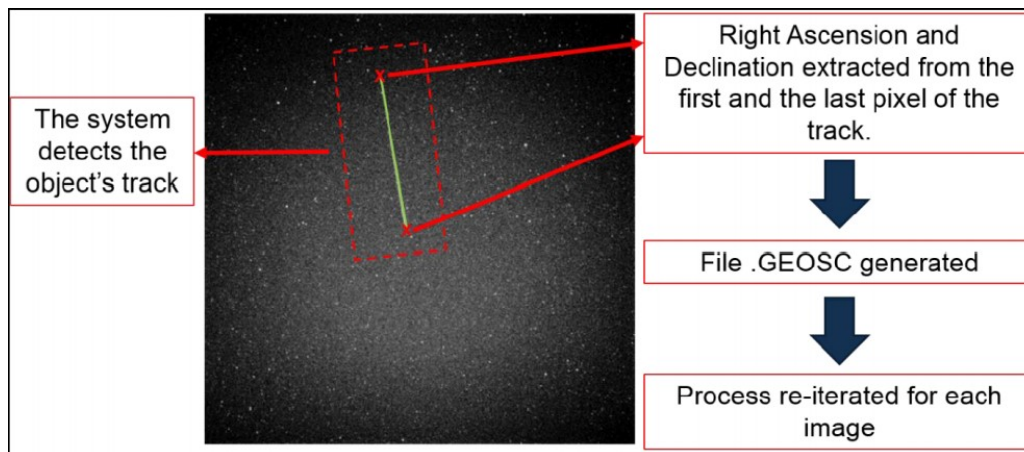 The system
detects the
object's track
Right Ascension and
Declination extracted from the
first and the last pixel of the
track.
File .GEOSC generated
Process re-iterated for each
image